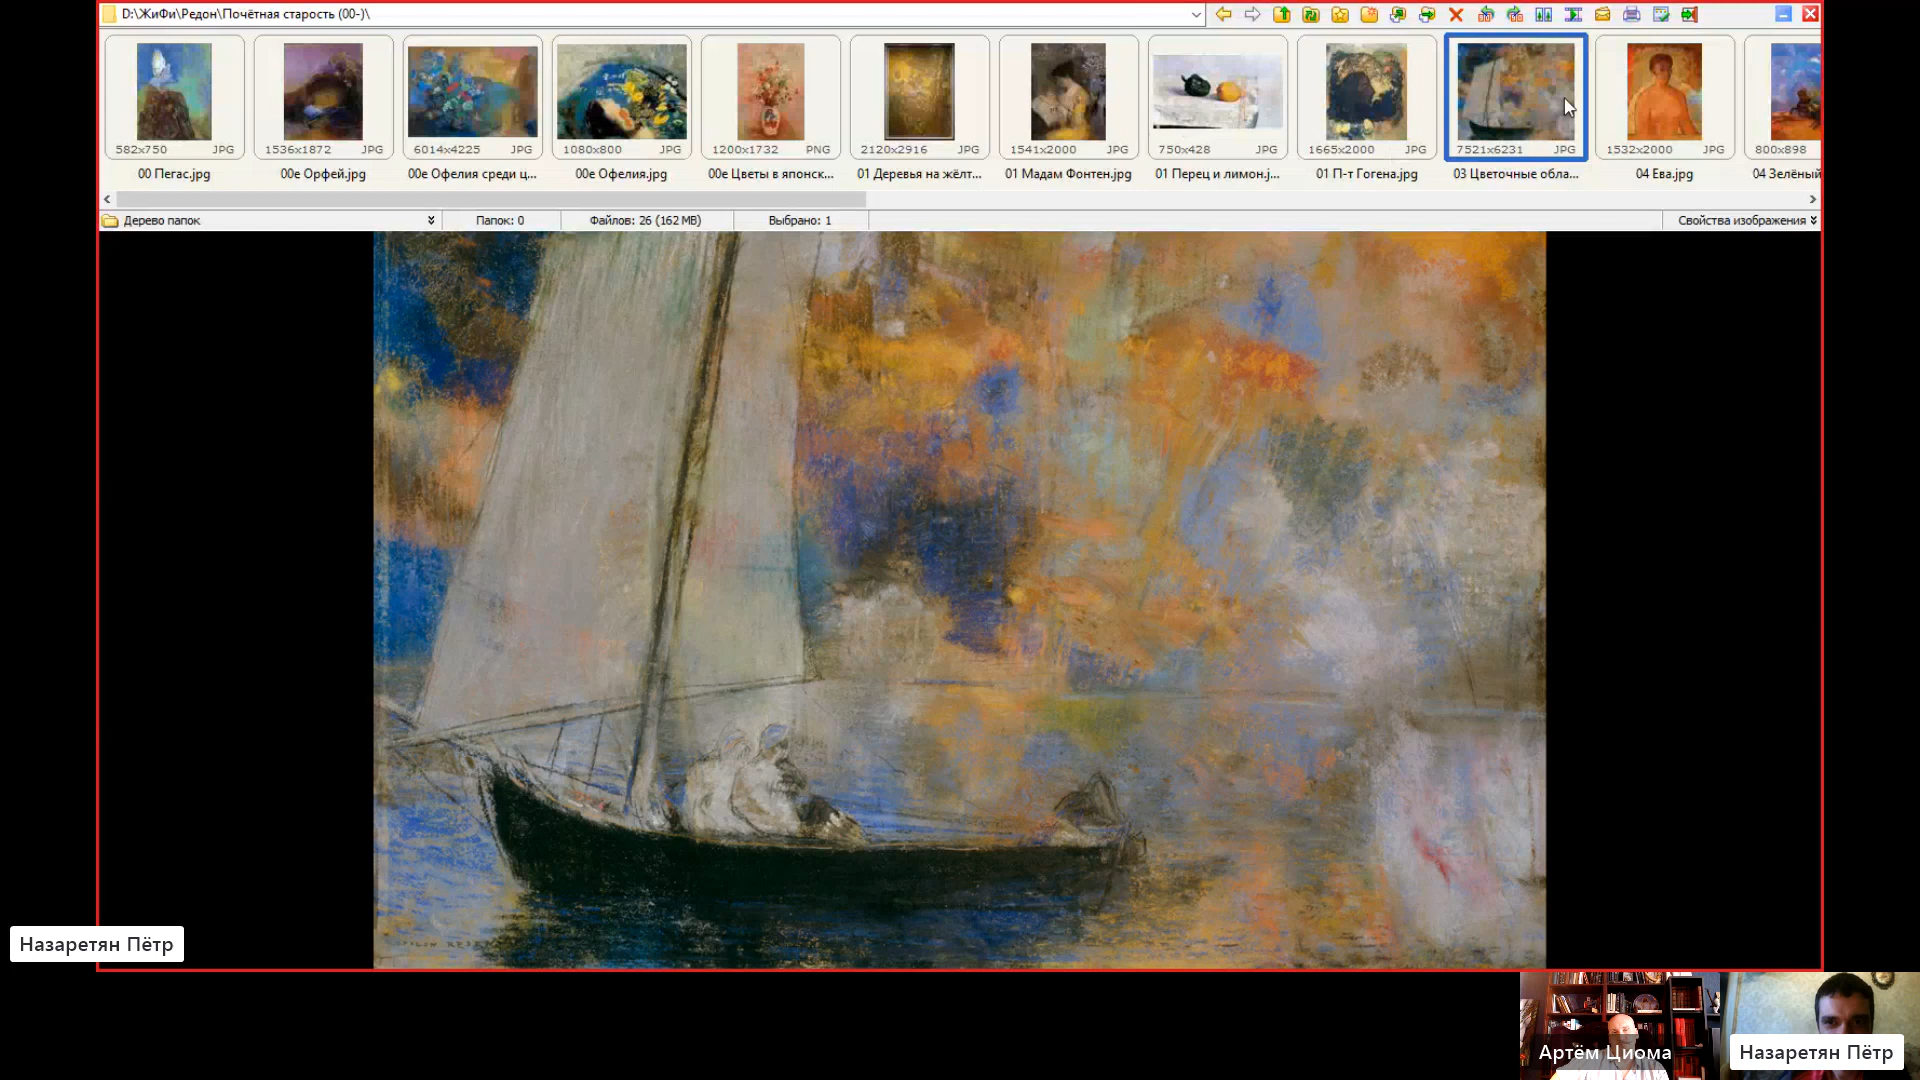 D:\ЖиФи\Редон\Почётная старость (00-)\
582x750 JPG
1536x1872 JPG
6014x4225 JPG
1080x800 JPG
1200x1732 PNG
2120x2916 JPG
1541x2000 JPG
750x428 JPG
1665x2000 JPG
7521x6231 JPG
1532x2000 JPG
800x898
00 Пегас.jpg
00е Орфей.jpg
00е Офелия среди ц...
00е Офелия.jpg
00е Цветы в японск...
01 Деревья на жёлт...
01 Мадам Фонтен.jpg
01 Перец и лимон.j...
01 П-т Гогена.jpg
03 Цветочные обла...
04 Ева.jpg
04 Зелёный
Дерево папок
Папок: 0
Файлов: 26 (162 MB)
Выбрано: 1
Свойства изображения
Назаретян Пётр
Артём Циома
Назаретян Пётр